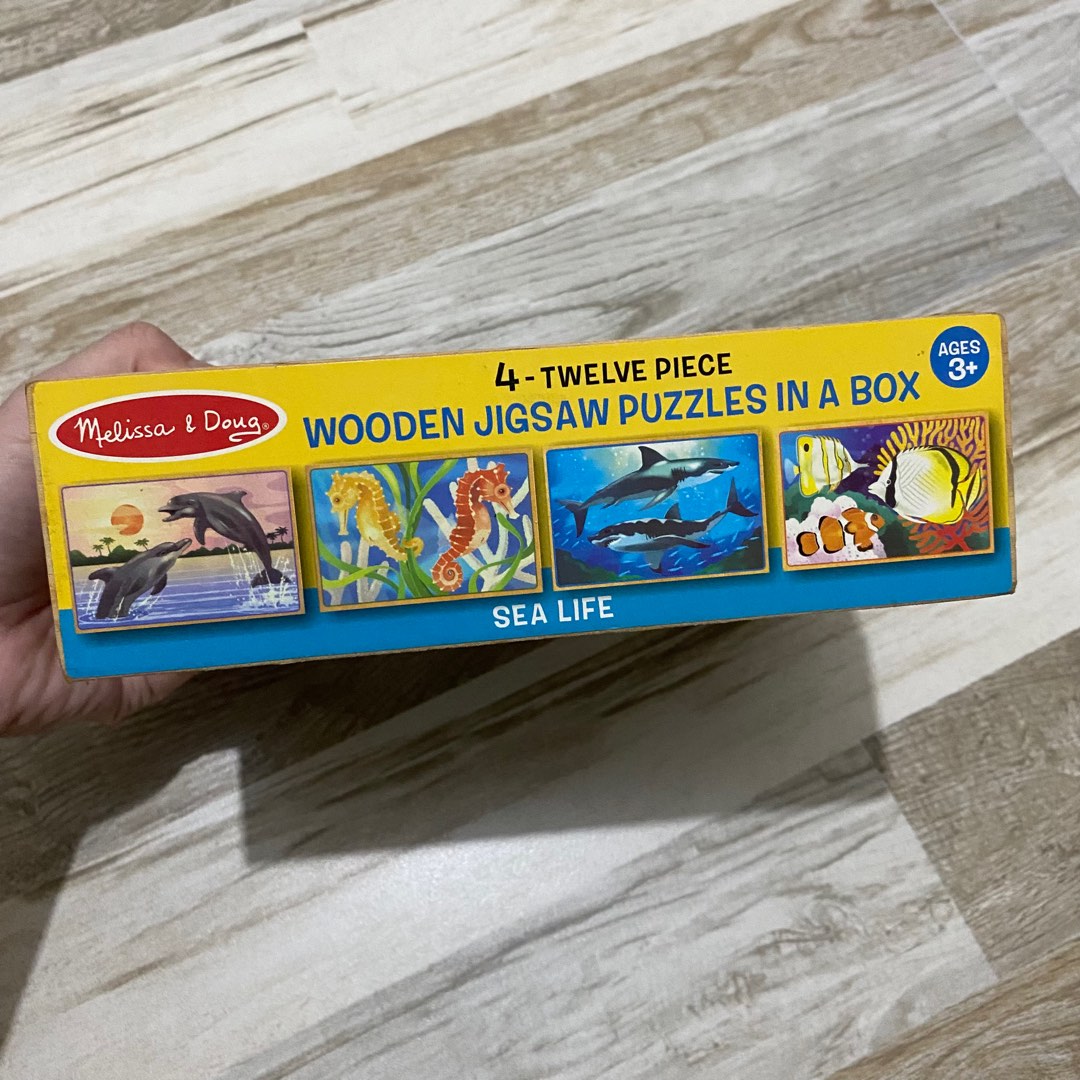 Melissa & Doug®
4 - TWELVE PIECE
WOODEN JIGSAW PUZZLES IN A BOX
AGES
3+
SEA LIFE